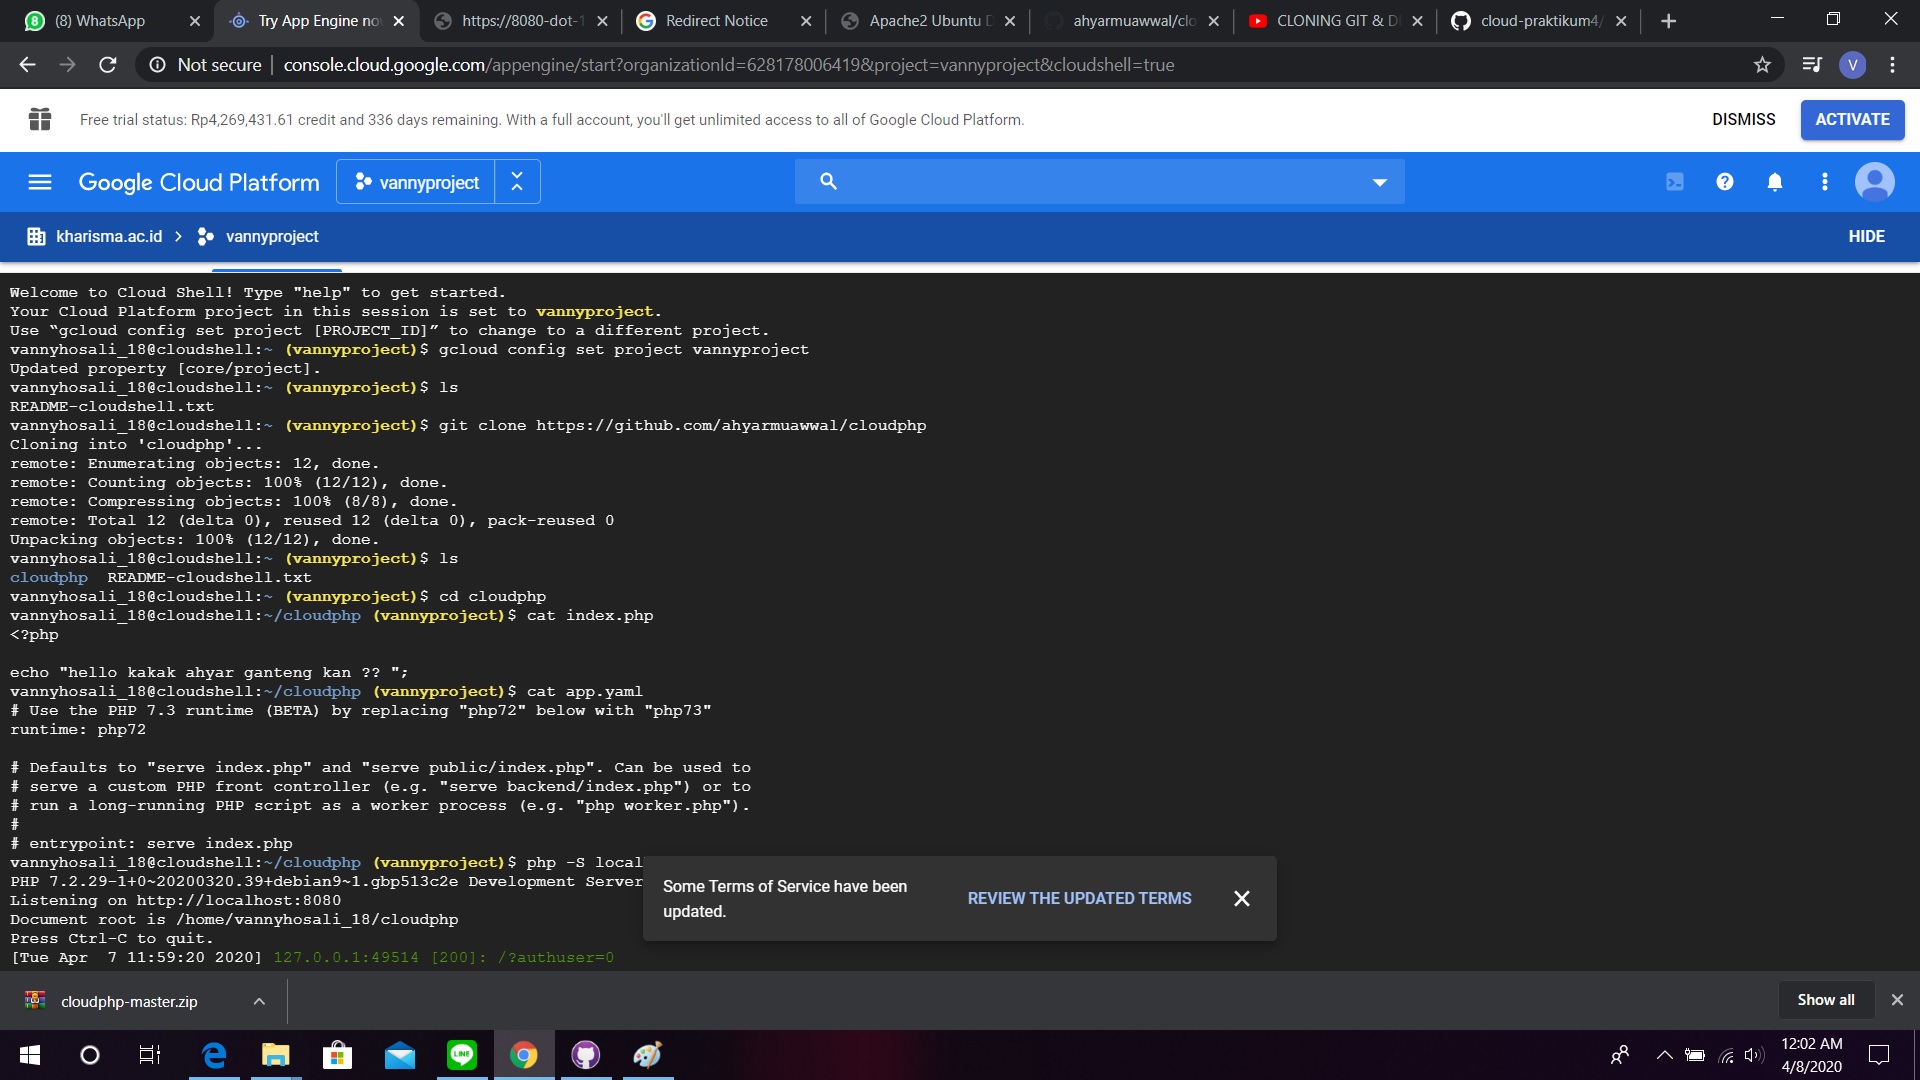 (8) WhatsApp
Try App Engine no
https://8080-dot-1
Redirect Notice
Apache2 Ubuntu D
ahyarmuawwal/clo
CLONING GIT & D
cloud-praktikum4/
Not secure
console.cloud.google.com/appengine/start?organizationId=628178006419&project=vannyproject&cloudshell=true
V
Free trial status: Rp4,269,431.61 credit and 336 days remaining. With a full account, you'll get unlimited access to all of Google Cloud Platform.
DISMISS
ACTIVATE
Google Cloud Platform
vannyproject
kharisma.ac.id
vannyproject
HIDE
Welcome to Cloud Shell! Type "help" to get started.
Your Cloud Platform project in this session is set to vannyproject.
Use “gcloud config set project [PROJECT_ID]” to change to a different project.
vannyhosali_18@cloudshell:~ (vannyproject)$ gcloud config set project vannyproject
Updated property [core/project].
vannyhosali_18@cloudshell:~ (vannyproject)$ ls
README-cloudshell.txt
vannyhosali_18@cloudshell:~ (vannyproject)$ git clone https://github.com/ahyarmuawwal/cloudphp
Cloning into 'cloudphp'...
remote: Enumerating objects: 12, done.
remote: Counting objects: 100% (12/12), done.
remote: Compressing objects: 100% (8/8), done.
remote: Total 12 (delta 0), reused 12 (delta 0), pack-reused 0
Unpacking objects: 100% (12/12), done.
vannyhosali_18@cloudshell:~ (vannyproject)$ ls
cloudphp  README-cloudshell.txt
vannyhosali_18@cloudshell:~ (vannyproject)$ cd cloudphp
vannyhosali_18@cloudshell:~/cloudphp (vannyproject)$ cat index.php
<?php
echo "hello kakak ahyar ganteng kan ?? ";
vannyhosali_18@cloudshell:~/cloudphp (vannyproject)$ cat app.yaml
# Use the PHP 7.3 runtime (BETA) by replacing "php72" below with "php73"
runtime: php72
# Defaults to "serve index.php" and "serve public/index.php". Can be used to
# serve a custom PHP front controller (e.g. "serve backend/index.php") or to
# run a long-running PHP script as a worker process (e.g. "php worker.php").
#
# entrypoint: serve index.php
vannyhosali_18@cloudshell:~/cloudphp (vannyproject)$ php -S local
PHP 7.2.29-1+0~20200320.39+debian9~1.gbp513c2e Development Server
Listening on http://localhost:8080
Document root is /home/vannyhosali_18/cloudphp
Press Ctrl-C to quit.
[Tue Apr  7 11:59:20 2020] 127.0.0.1:49514 [200]: /?authuser=0
Some Terms of Service have been
updated.
REVIEW THE UPDATED TERMS
cloudphp-master.zip
Show all
LINE
12:02 AM
4/8/2020